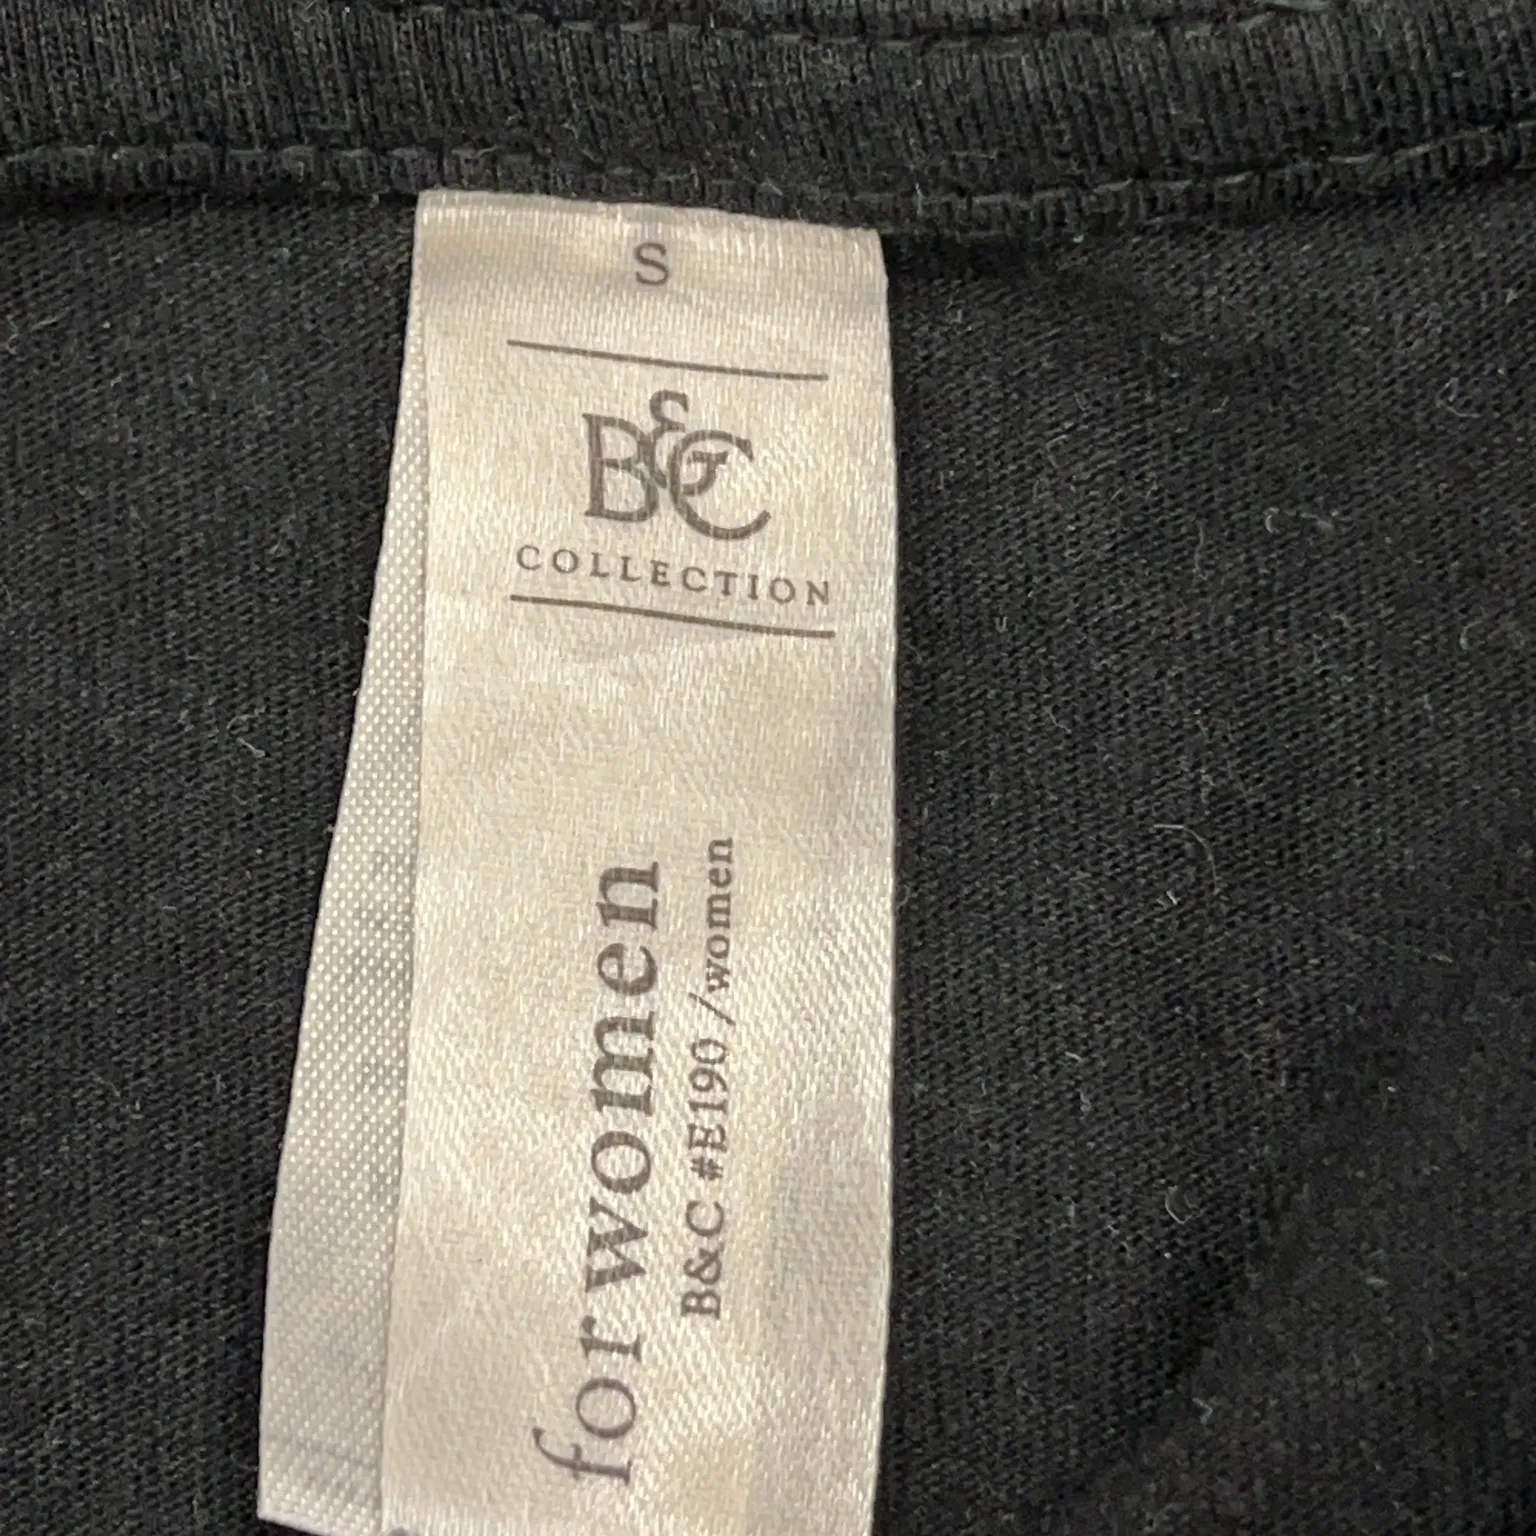 S
B&C
COLLECTION
forwomen
B&C #E190 /women